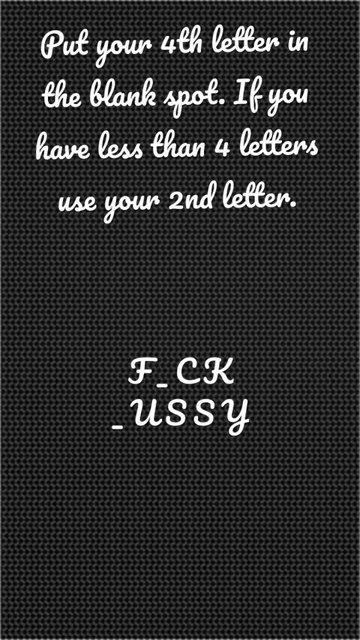 Put your 4th letter in
the blank spot. If you
have less than 4 letters
use your 2nd letter.
F_CK
_USSY